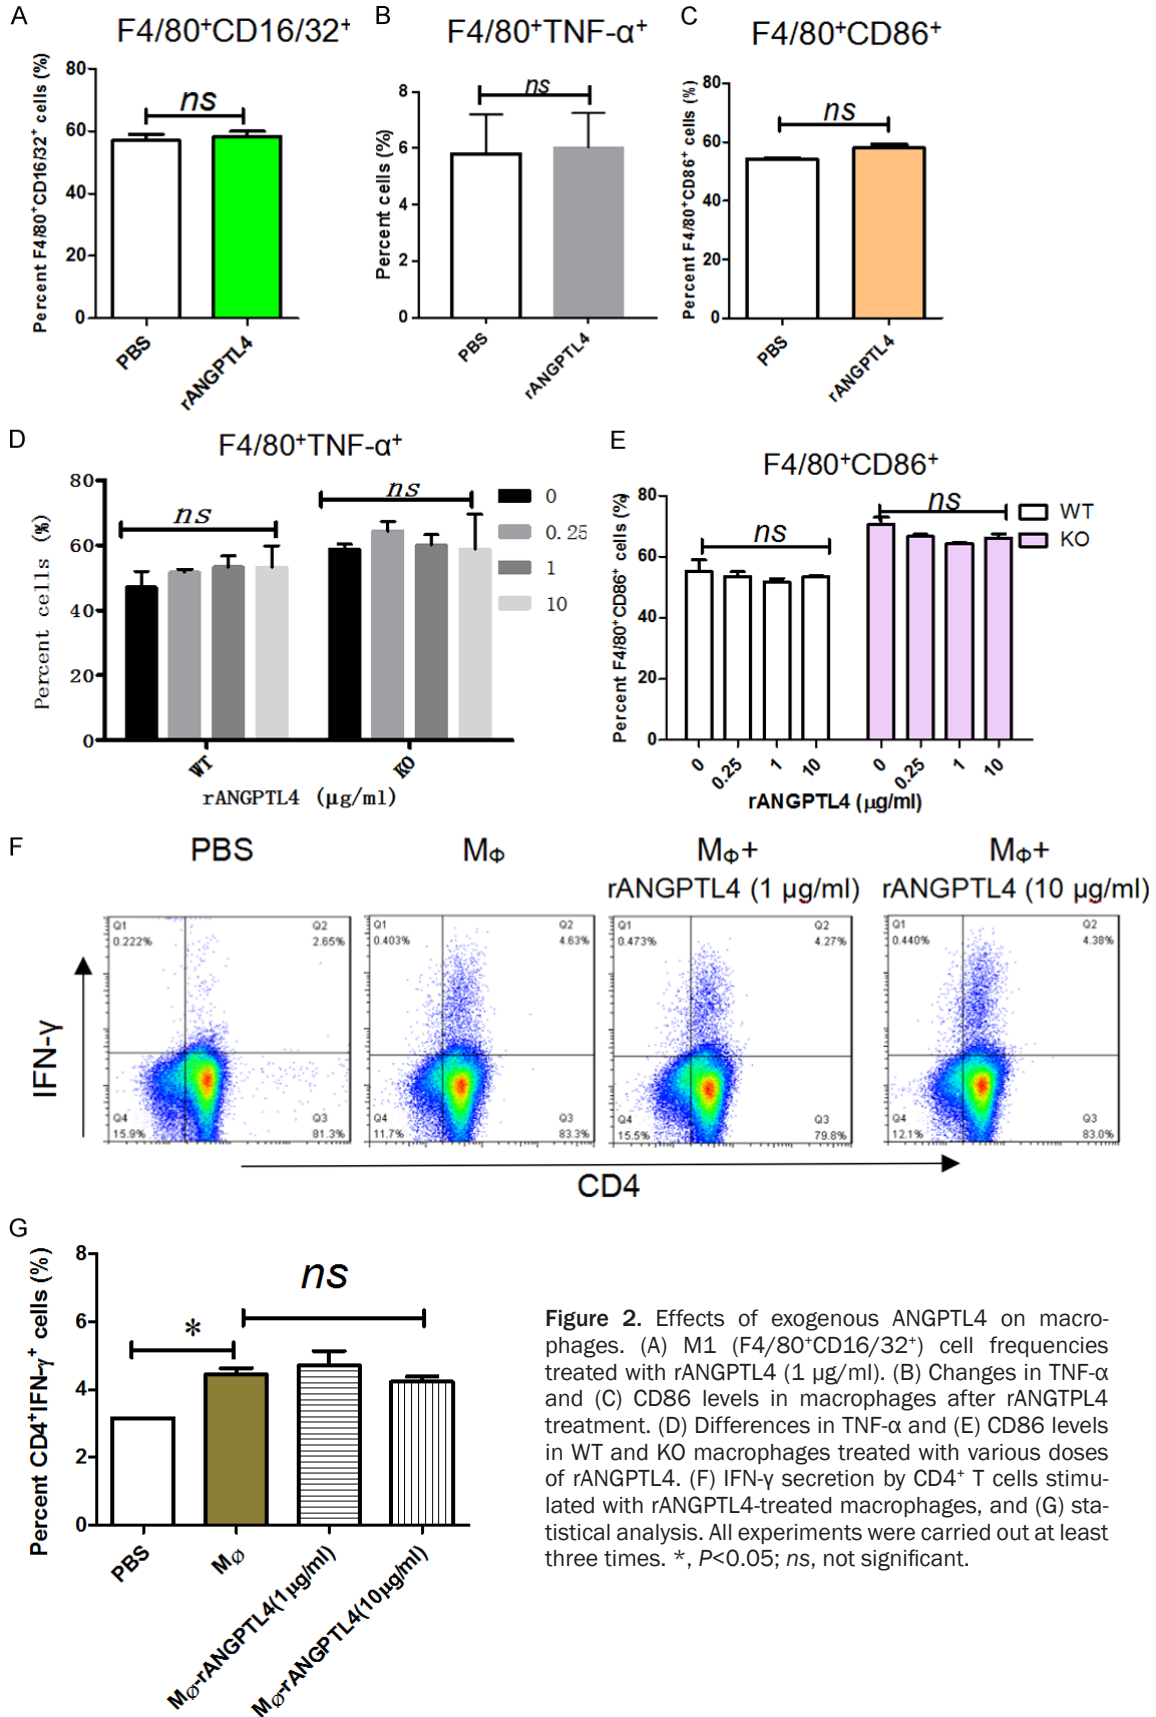 A
F4/80+CD16/32+
Percent F4/80+CD16/32+ cells (%)
80
60
40
20
0
ns
PBS
rANGPTL4
B
F4/80+TNF-α+
Percent cells (%)
8
6
4
2
0
ns
PBS
rANGPTL4
C
F4/80+CD86+
Percent F4/80+CD86+ cells (%)
80
60
40
20
0
ns
PBS
rANGPTL4
D
F4/80+TNF-α+
Percent cells (%)
80
60
40
20
0
ns
ns
0
0.25
1
10
WT
KO
rANGPTL4 (μg/ml)
E
F4/80+CD86+
Percent F4/80+CD86+ cells (%)
80
60
40
20
0
ns
ns
WT
KO
0
0.25
1
10
0
0.25
1
10
rANGPTL4 (μg/ml)
F
PBS
MΦ
MΦ+
rANGPTL4 (1 μg/ml)
MΦ+
rANGPTL4 (10 μg/ml)
IFN-γ
Q1
0.222%
Q2
2.65%
Q4
15.9%
Q3
81.3%
Q1
0.403%
Q2
4.63%
Q4
11.7%
Q3
83.3%
Q1
0.473%
Q2
4.27%
Q4
15.5%
Q3
79.8%
Q1
0.440%
Q2
4.38%
Q4
12.1%
Q3
83.0%
CD4
G
Percent CD4+IFN-γ+ cells (%)
8
6
4
2
0
*
ns
PBS
MØ
MØ-rANGPTL4(1μg/ml)
MØ-rANGPTL4(10μg/ml)
Figure 2. Effects of exogenous ANGPTL4 on macro-
phages. (A) M1 (F4/80+CD16/32+) cell frequencies
treated with rANGPTL4 (1 μg/ml). (B) Changes in TNF-α
and (C) CD86 levels in macrophages after rANGTPL4
treatment. (D) Differences in TNF-α and (E) CD86 levels
in WT and KO macrophages treated with various doses
of rANGPTL4. (F) IFN-γ secretion by CD4+ T cells stimu-
lated with rANGPTL4-treated macrophages, and (G) sta-
tistical analysis. All experiments were carried out at least
three times. *, P<0.05; ns, not significant.